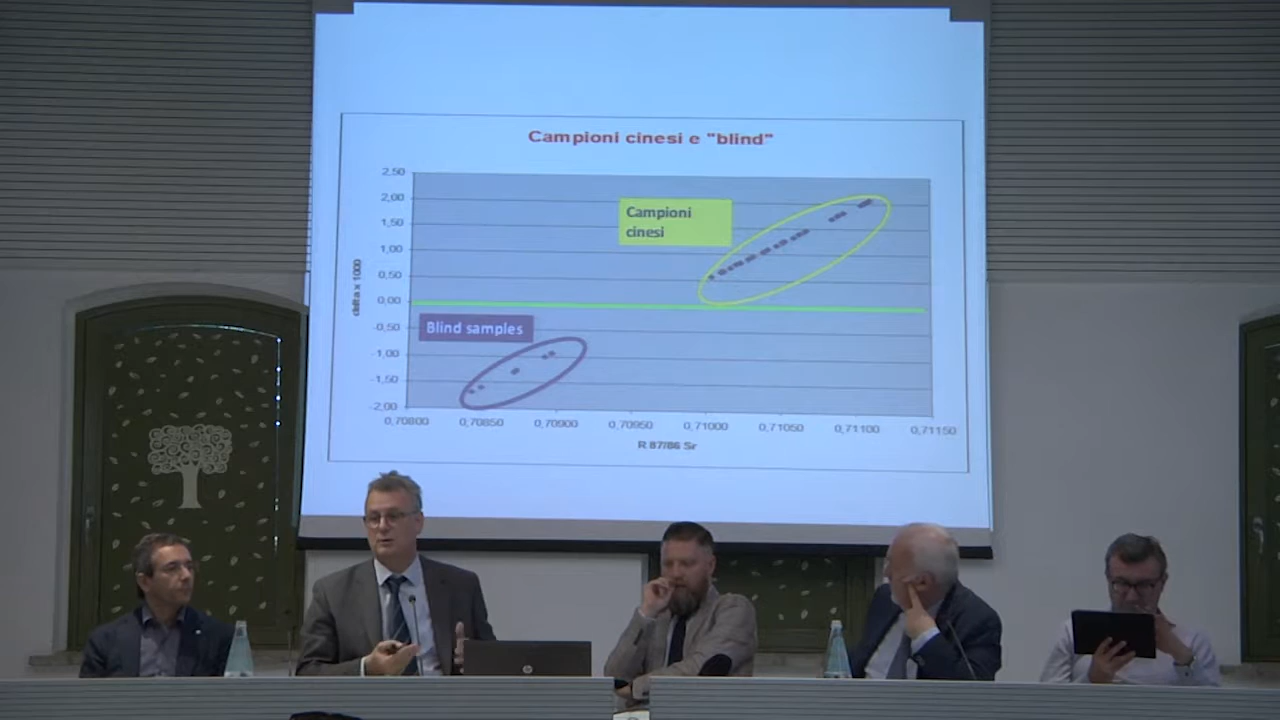 Campioni cinesi e "blind"
2,50
2,00
1,50
1,00
0,50
0,00
-0,50
-1,00
-1,50
-2,00
delta x 1000
Campioni
cinesi
Blind samples
0,70800
0,70850
0,70900
0,70950
0,71000
0,71050
0,71100
0,71150
R 87/86 Sr
hp